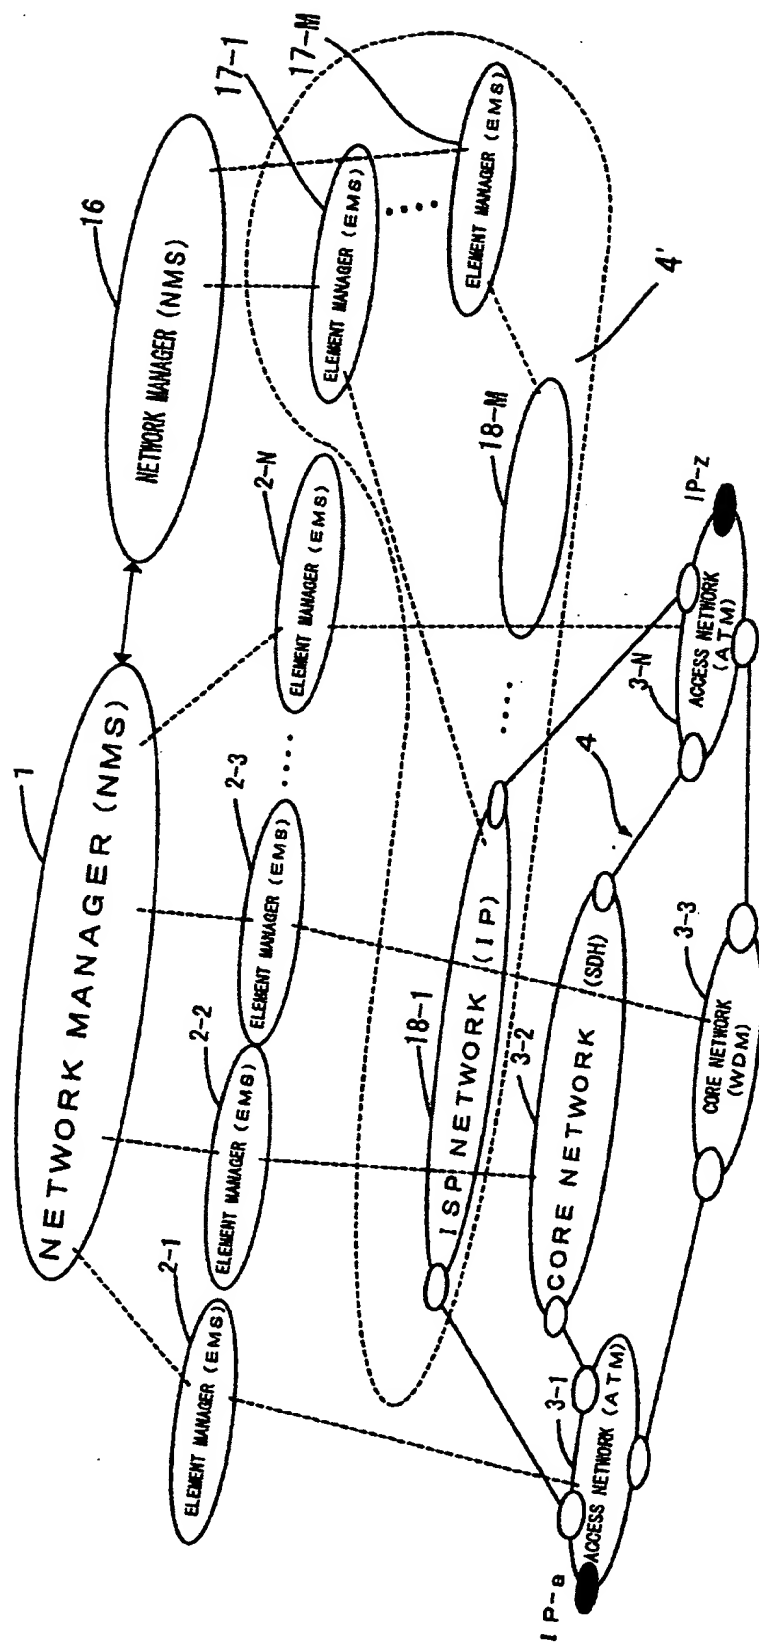 1
NETWORK MANAGER (NMS)
16
NETWORK MANAGER (NMS)
2-1
ELEMENT MANAGER (EMS)
2-2
ELEMENT MANAGER (EMS)
2-3
ELEMENT MANAGER (EMS)
2-N
ELEMENT MANAGER (EMS)
17-1
ELEMENT MANAGER (EMS)
17-M
ELEMENT MANAGER (EMS)
18-1
ISP NETWORK (IP)
18-M
4'
3-2
CORE NETWORK (SDH)
4
3-1
ACCESS NETWORK (ATM)
IP-a
3-3
CORE NETWORK
(WDM)
3-N
ACCESS NETWORK
(ATM)
IP-z